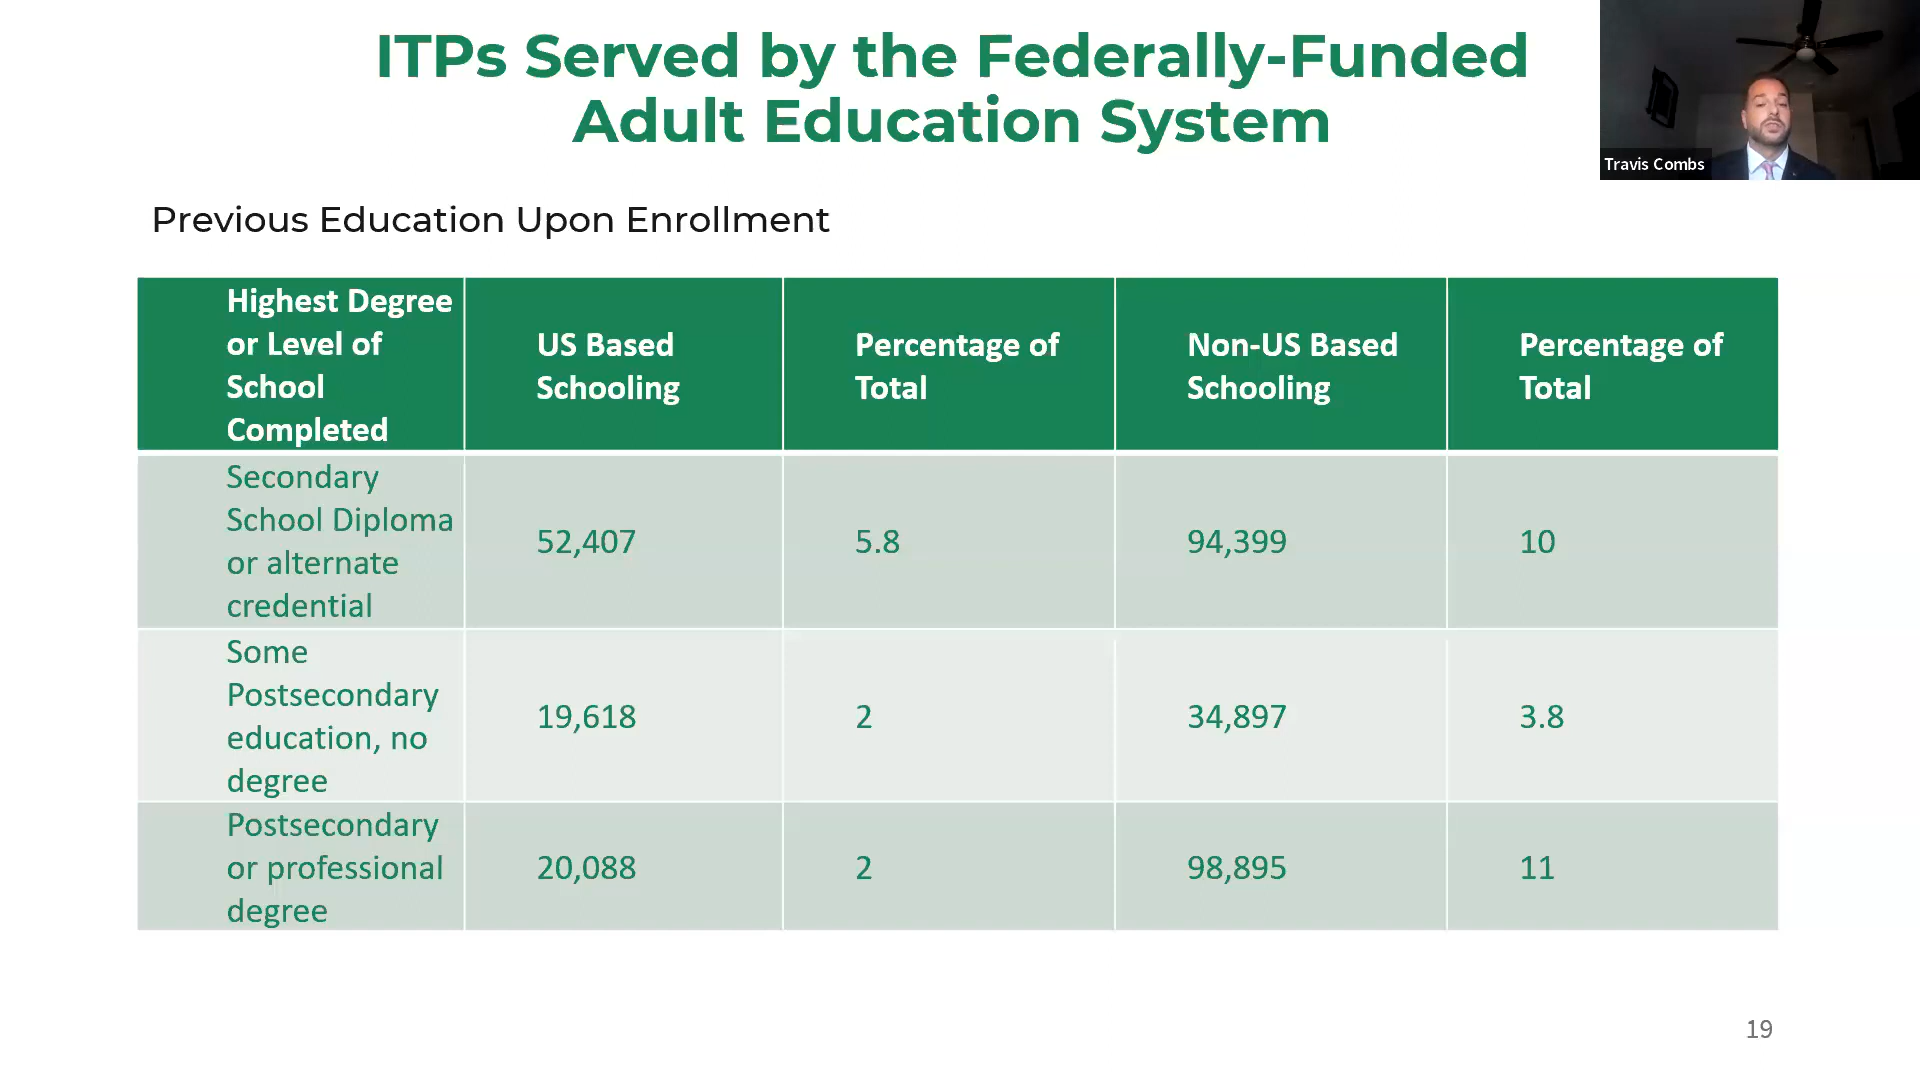 ITPs Served by the Federally-Funded
Adult Education System
Travis Combs
Previous Education Upon Enrollment
Highest Degree
or Level of
School
Completed
US Based
Schooling
Percentage of
Total
Non-US Based
Schooling
Percentage of
Total
Secondary
School Diploma
or alternate
credential
52,407
5.8
94,399
10
Some
Postsecondary
education, no
degree
19,618
2
34,897
3.8
Postsecondary
or professional
degree
20,088
2
98,895
11
19